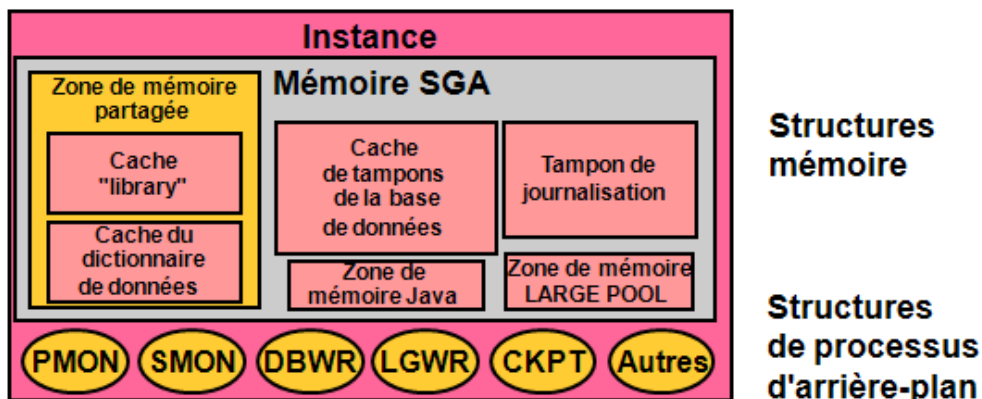 Instance
Mémoire SGA
Zone de mémoire
partagée
Cache
"library"
Cache du
dictionnaire
de données
Cache
de tampons
de la base
de données
Tampon de
journalisation
Zone de
mémoire Java
Zone de mémoire
LARGE POOL
Structures
mémoire
PMON
SMON
DBWR
LGWR
CKPT
Autres
Structures
de processus
d'arrière-plan